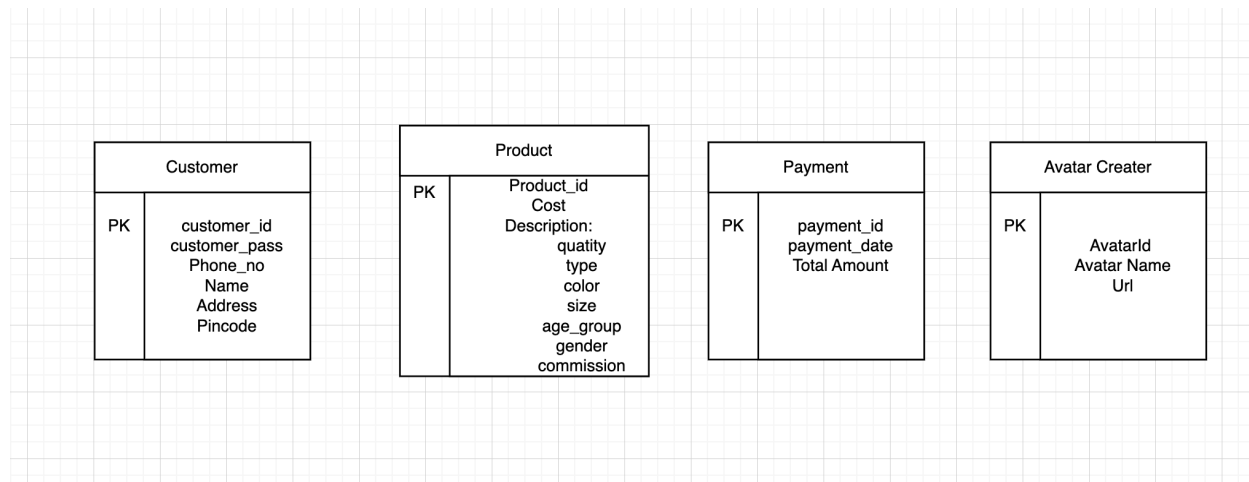 Customer
PK
customer_id
customer_pass
Phone_no
Name
Address
Pincode
Product
PK
Product_id
Cost
Description:
quatity
type
color
size
age_group
gender
commission
Payment
PK
payment_id
payment_date
Total Amount
Avatar Creater
PK
AvatarId
Avatar Name
Url